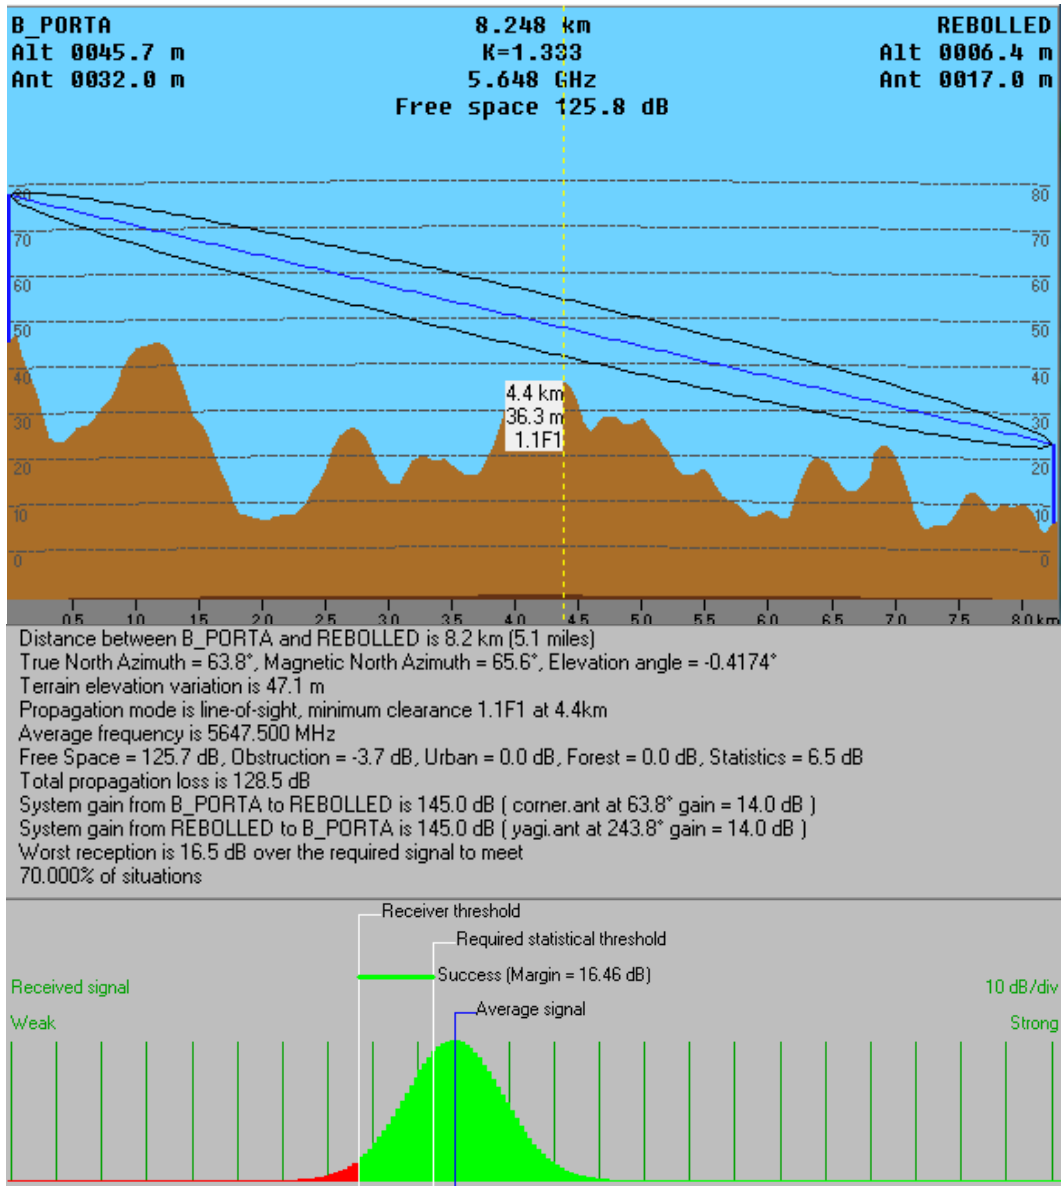 B_PORTA 8.248 km REBOLLED
Alt 0045.7 m K=1.333 Alt 0006.4 m
Ant 0032.0 m 5.648 GHz Ant 0017.0 m
Free space 125.8 dB
80 80
70 70
60 60
50 50
40 40
4.4 km
30 36.3 m 30
1.1F1
20 20
10 10
0 0
0.5 1.0 1.5 2.0 2.5 3.0 3.5 4.0 4.5 5.0 5.5 6.0 6.5 7.0 7.5 8.0 km
Distance between B_PORTA and REBOLLED is 8.2 km (5.1 miles)
True North Azimuth = 63.8°, Magnetic North Azimuth = 65.6°, Elevation angle = -0.4174°
Terrain elevation variation is 47.1 m
Propagation mode is line-of-sight, minimum clearance 1.1F1 at 4.4km
Average frequency is 5647.500 MHz
Free Space = 125.7 dB, Obstruction = -3.7 dB, Urban = 0.0 dB, Forest = 0.0 dB, Statistics = 6.5 dB
Total propagation loss is 128.5 dB
System gain from B_PORTA to REBOLLED is 145.0 dB ( corner.ant at 63.8° gain = 14.0 dB )
System gain from REBOLLED to B_PORTA is 145.0 dB ( yagi.ant at 243.8° gain = 14.0 dB )
Worst reception is 16.5 dB over the required signal to meet
70.000% of situations
Receiver threshold
Required statistical threshold
Success (Margin = 16.46 dB)
Received signal 10 dB/div
Average signal
Weak Strong